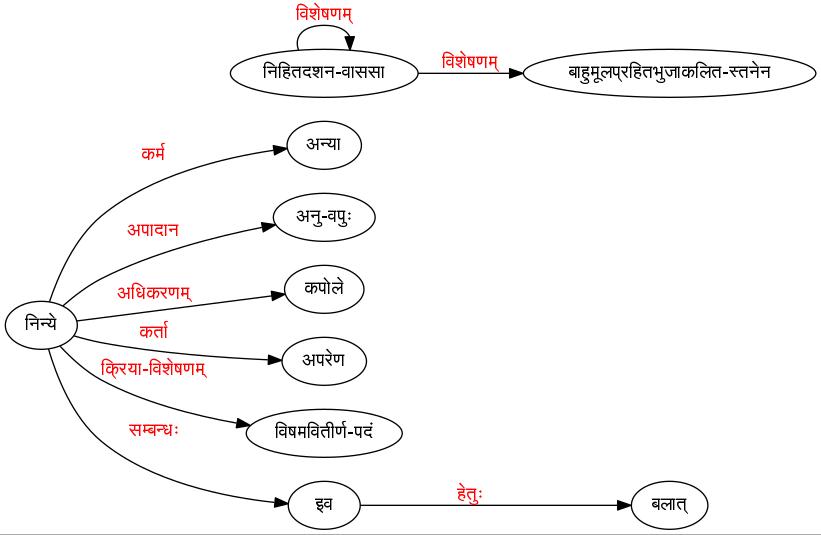 विशेषणम्
निहितदशन-वाससा विशेषणम् बाहुमूलप्रहितभुजाकलित-स्तनेन
कर्म अन्या
अपादान अनु-वपुः
अधिकरणम् कपोले
निन्ये कर्ता अपरेण
क्रिया-विशेषणम् विषमवितीर्ण-पदं
सम्बन्धः इव हेतुः बलात्